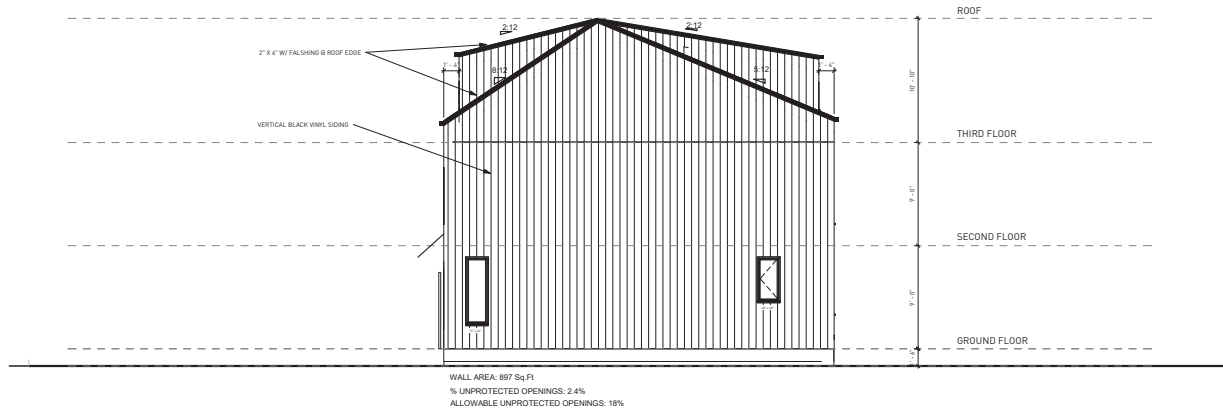 ROOF
2:12
2:12
2" X 6" W/ FALSHING @ ROOF EDGE
1' - 4"
8:12
5:12
10' - 10"
VERTICAL BLACK VINYL SIDING
THIRD FLOOR
9' - 0"
SECOND FLOOR
9' - 0"
GROUND FLOOR
WALL AREA: 897 Sq.Ft
% UNPROTECTED OPENINGS: 2.4%
ALLOWABLE UNPROTECTED OPENINGS: 18%